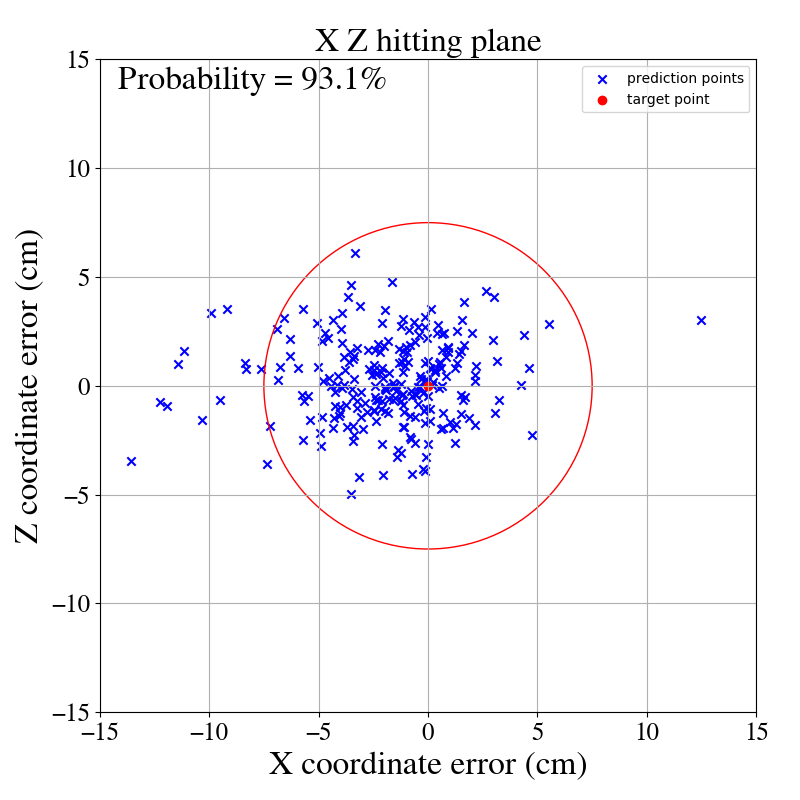 X Z hitting plane
Probability = 93.1%
prediction points
target point
Z coordinate error (cm)
15
10
5
0
−5
−10
−15
−15
−10
−5
0
5
10
15
X coordinate error (cm)